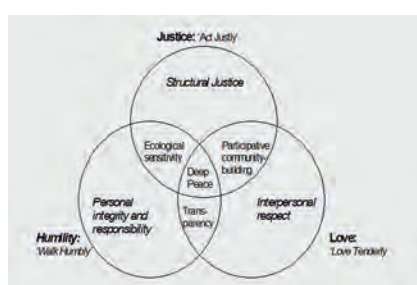 Justice: 'Act Justly'
Structural Justice
Ecological
sensitivity
Participative
community-
building
Deep
Peace
Personal
integrity and
responsibility
Trans-
parency
Interpersonal
respect
Humility:
'Walk Humbly'
Love:
'Love Tenderly